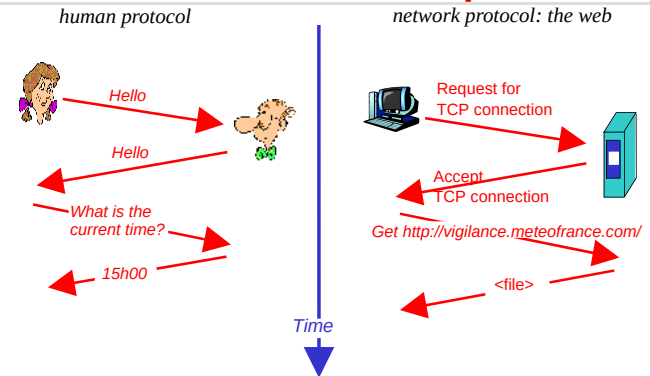 human protocol
network protocol: the web
Hello
Hello
What is the
current time?
15h00
Time
Request for
TCP connection
Accept
TCP connection
Get http://vigilance.meteofrance.com/
<file>